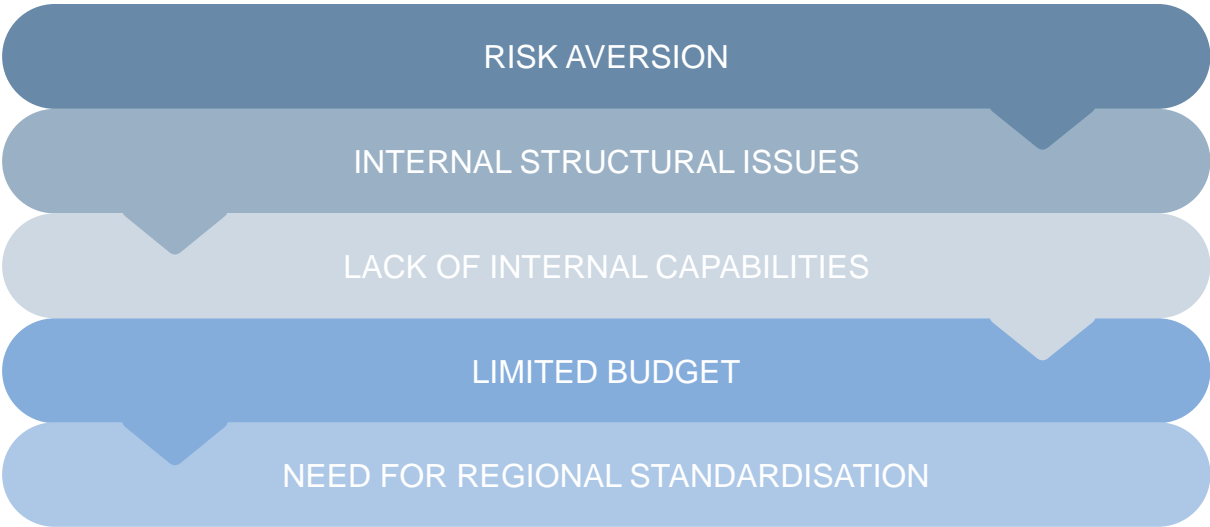 RISK AVERSION
INTERNAL STRUCTURAL ISSUES
LACK OF INTERNAL CAPABILITIES
LIMITED BUDGET
NEED FOR REGIONAL STANDARDISATION